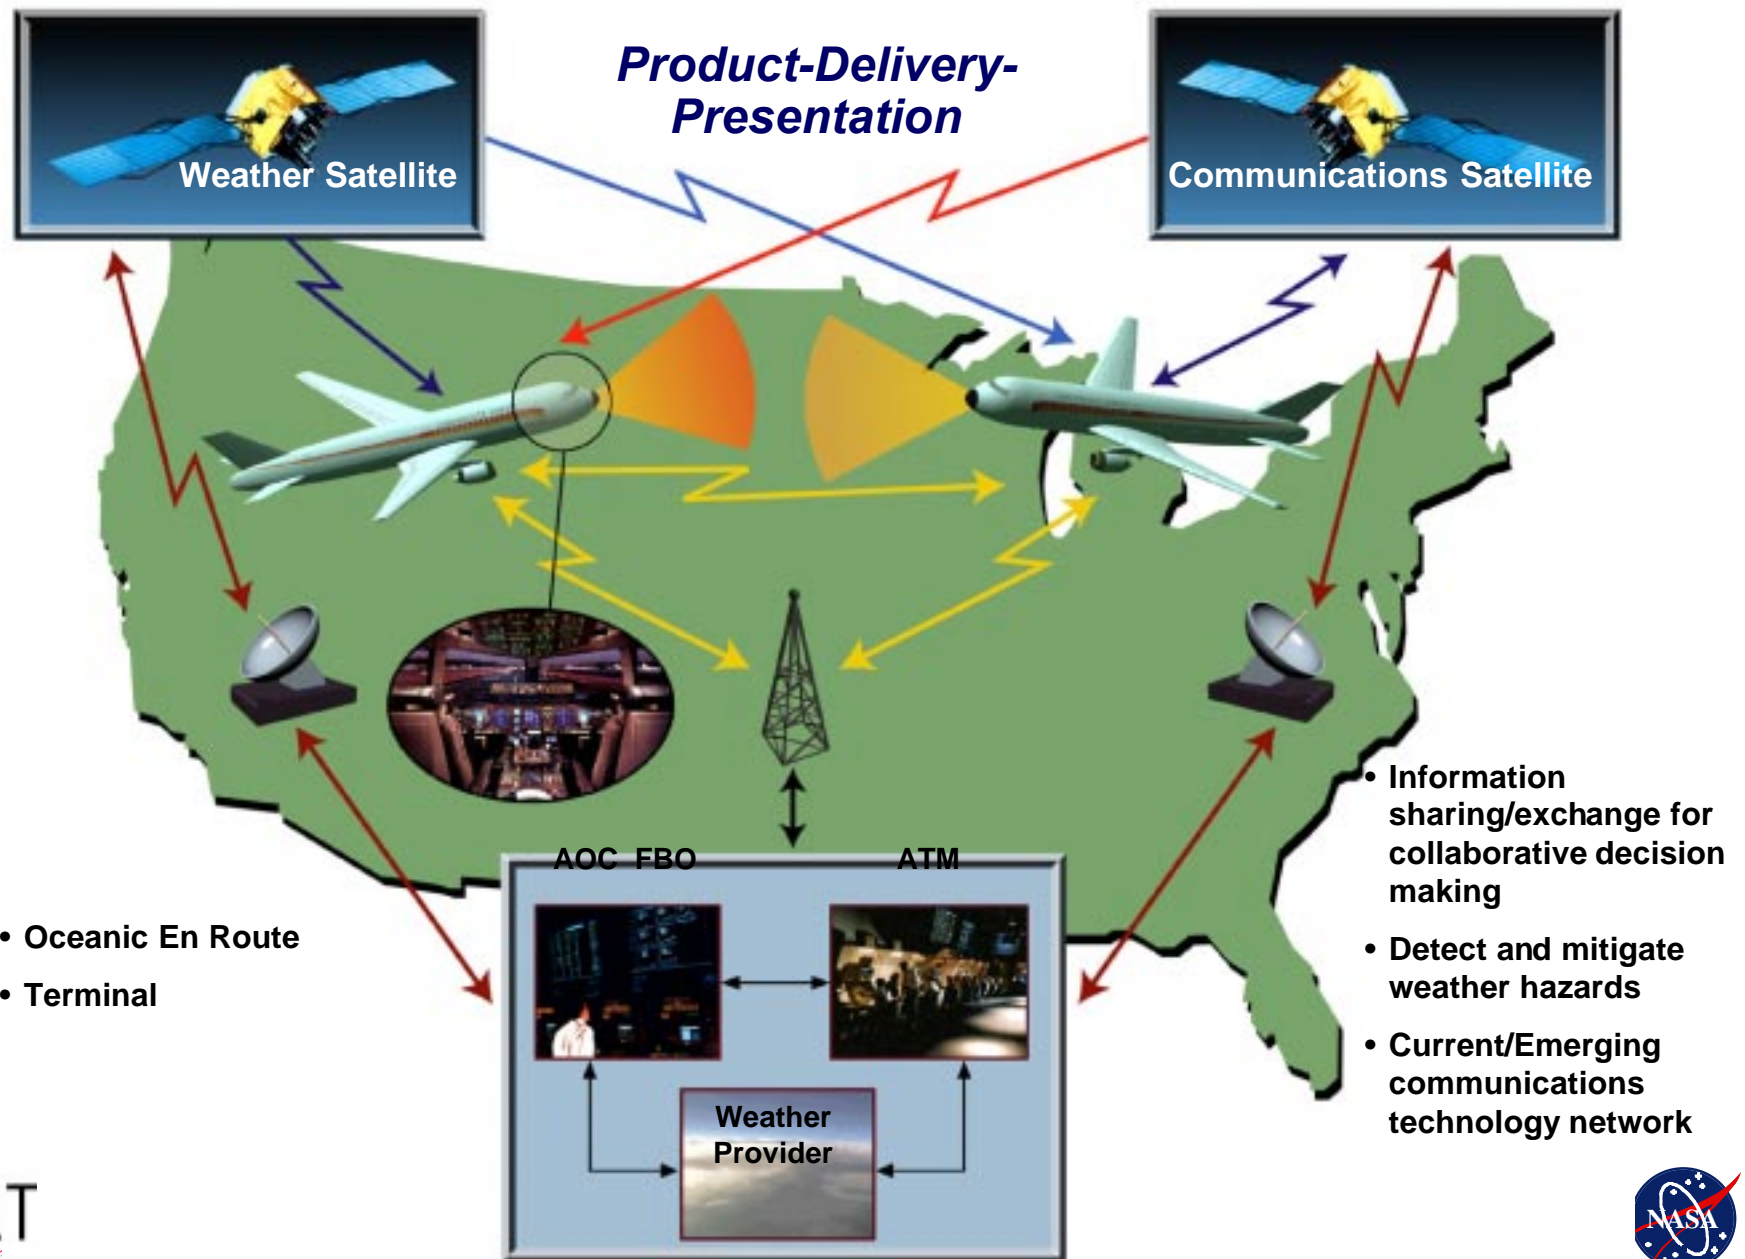 Product-Delivery-
Presentation
Weather Satellite
Communications Satellite
AOC FBO
ATM
Weather
Provider
• Oceanic En Route
• Terminal
• Information
sharing/exchange for
collaborative decision
making
• Detect and mitigate
weather hazards
• Current/Emerging
communications
technology network
T
NASA